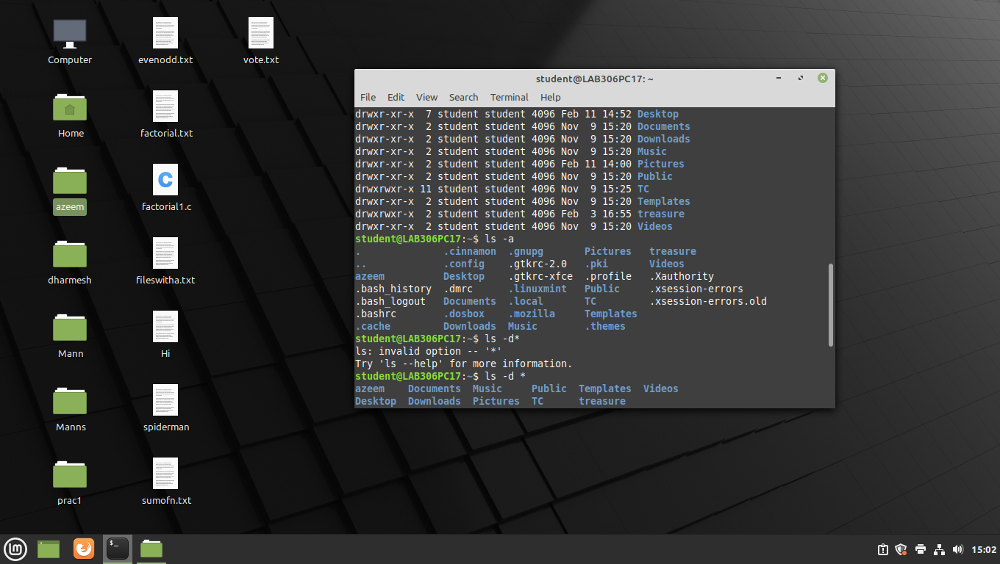 Computer
evenodd.txt
vote.txt
Home
factorial.txt
azeem
C
factorial1.c
dharmesh
fileswitha.txt
Mann
Hi
Manns
spiderman
prac1
sumofn.txt
student@LAB306PC17: ~
File Edit View Search Terminal Help
drwxr-xr-x  7 student student 4096 Feb 11 14:52 Desktop
drwxr-xr-x  2 student student 4096 Nov  9 15:20 Documents
drwxr-xr-x  2 student student 4096 Nov  9 15:20 Downloads
drwxr-xr-x  2 student student 4096 Nov  9 15:20 Music
drwxr-xr-x  2 student student 4096 Feb 11 14:00 Pictures
drwxr-xr-x  2 student student 4096 Nov  9 15:20 Public
drwxrwxr-x 11 student student 4096 Nov  9 15:25 TC
drwxr-xr-x  2 student student 4096 Nov  9 15:20 Templates
drwxrwxr-x  2 student student 4096 Feb  3 16:55 treasure
drwxr-xr-x  2 student student 4096 Nov  9 15:20 Videos
student@LAB306PC17:~$ ls -a
.              .cinnamon  .gnupg       Pictures   treasure
..             .config    .gtkrc-2.0   .pki       Videos
azeem          Desktop    .gtkrc-xfce  .profile   .Xauthority
.bash_history  .dmrc      .linuxmint   Public     .xsession-errors
.bash_logout   Documents  .local       TC         .xsession-errors.old
.bashrc        .dosbox    .mozilla     Templates
.cache         Downloads  Music        .themes
student@LAB306PC17:~$ ls -d*
ls: invalid option -- '*'
Try 'ls --help' for more information.
student@LAB306PC17:~$ ls -d *
azeem    Documents  Music     Public  Templates  Videos
Desktop  Downloads  Pictures  TC      treasure
$_
15:02